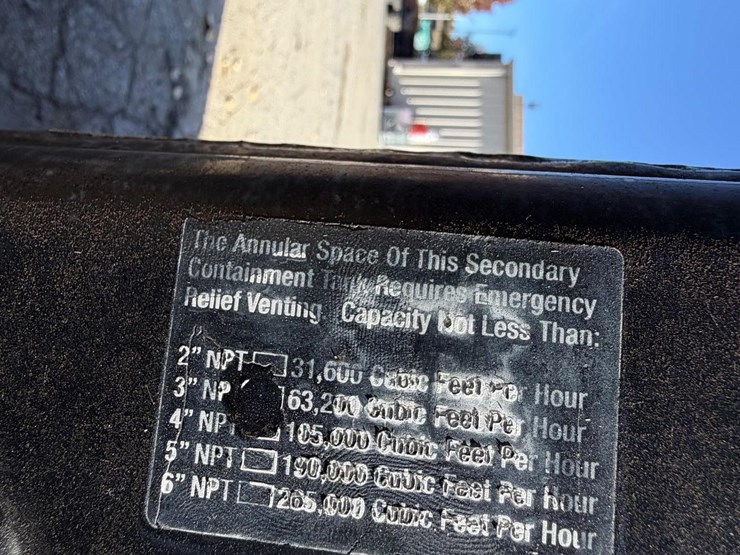 The Annular Space Of This Secondary
Containment Tank Requires Emergency
Relief Venting Capacity Not Less Than:
2" NPT 31,600 Cubic Feet Per Hour
3" NP 63,200 Cubic Feet Per Hour
4" NPT 105,000 Cubic Feet Per Hour
5" NPT 190,000 Cubic Feet Per Hour
6" NPT 265,000 Cubic Feet Per Hour